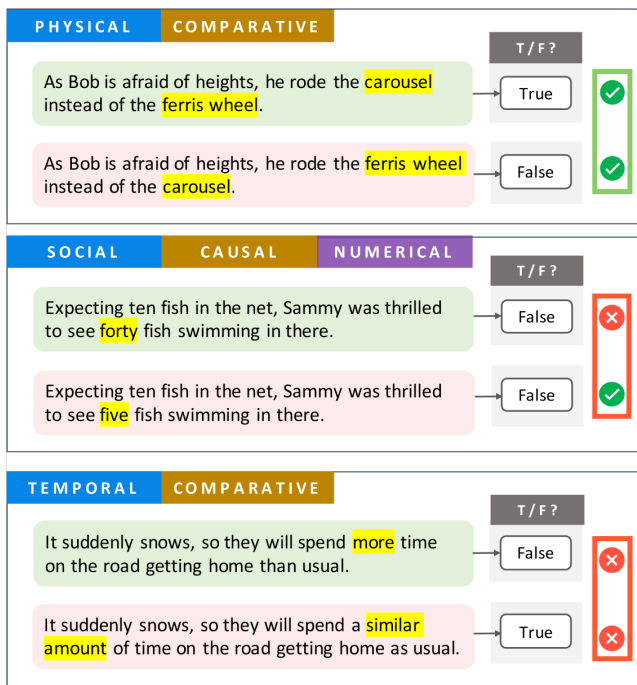 PHYSICAL COMPARATIVE
T/F?
As Bob is afraid of heights, he rode the carousel
instead of the ferris wheel.
True
As Bob is afraid of heights, he rode the ferris wheel
instead of the carousel.
False
SOCIAL CAUSAL NUMERICAL
T/F?
Expecting ten fish in the net, Sammy was thrilled
to see forty fish swimming in there.
False
Expecting ten fish in the net, Sammy was thrilled
to see five fish swimming in there.
False
TEMPORAL COMPARATIVE
T/F?
It suddenly snows, so they will spend more time
on the road getting home than usual.
False
It suddenly snows, so they will spend a similar
amount of time on the road getting home as usual.
True